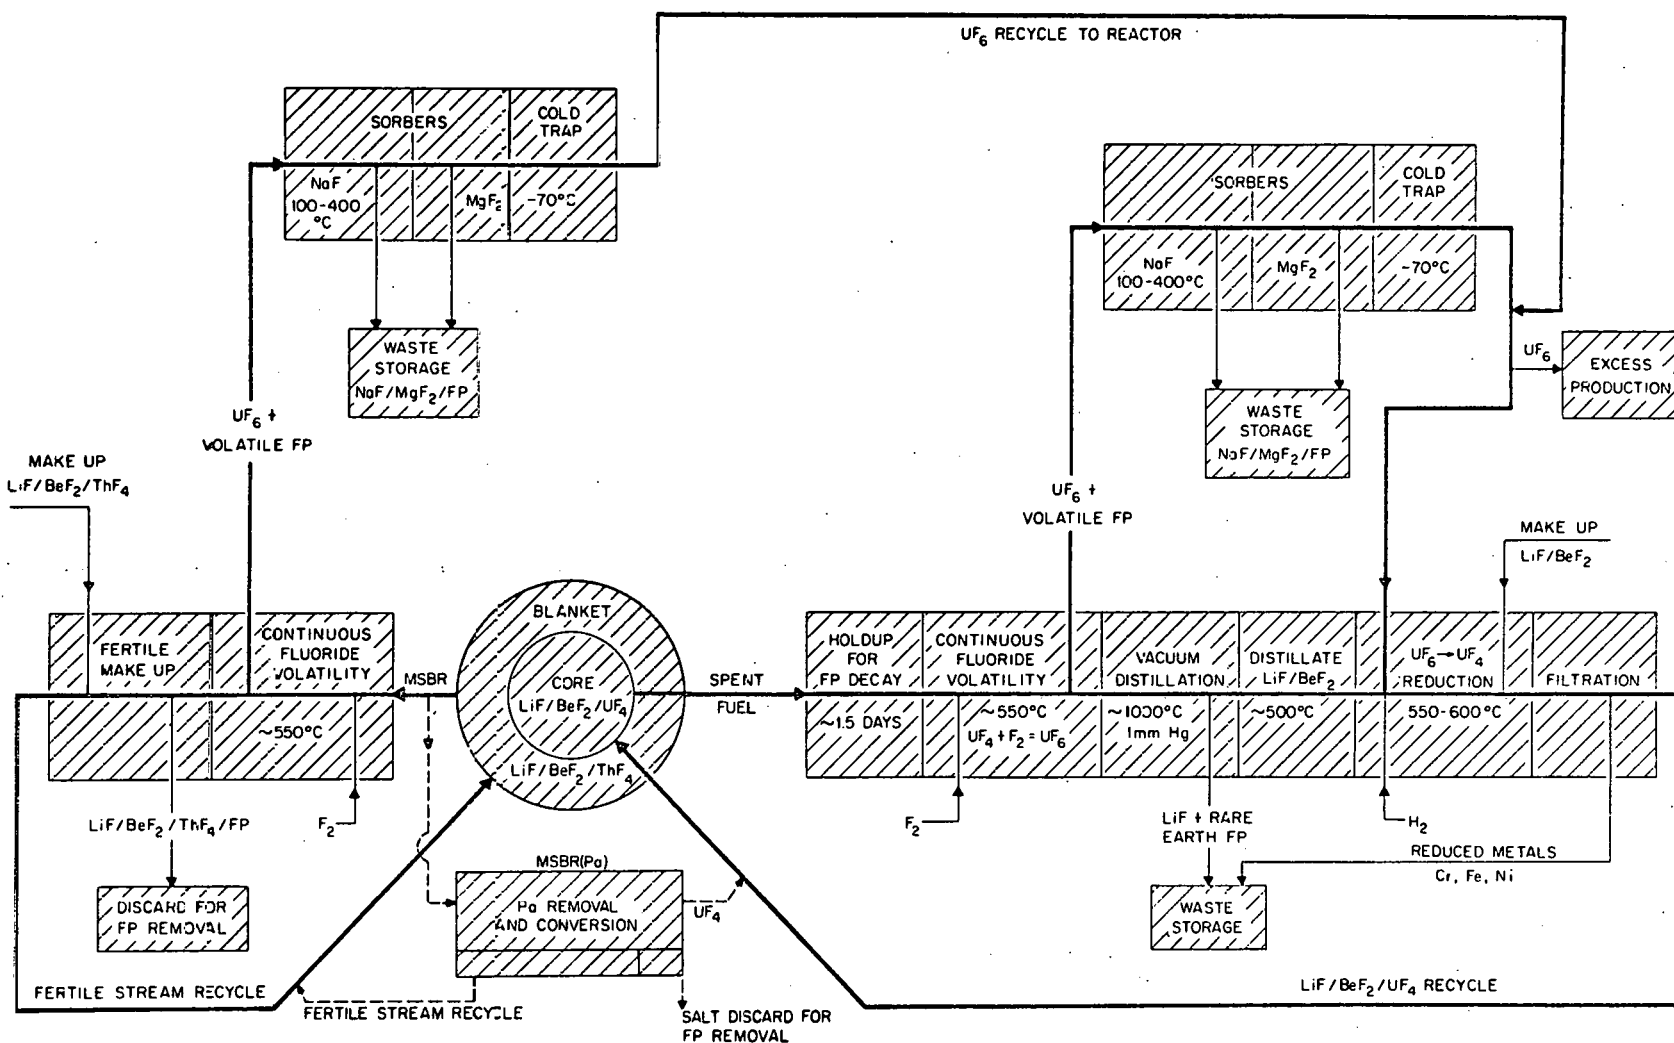 UF6 RECYCLE TO REACTOR
SORBERS
COLD
TRAP
NaF
100-400
°C
MgF2
-70°C
WASTE
STORAGE
NaF/MgF2/FP
UF6 +
VOLATILE FP
MAKE UP
LiF/BeF2/ThF4
SORBERS
COLD
TRAP
NaF
100-400°C
MgF2
-70°C
WASTE
STORAGE
NaF/MgF2/FP
UF6
EXCESS
PRODUCTION
UF6 +
VOLATILE FP
MAKE UP
LiF/BeF2
FERTILE
MAKE UP
CONTINUOUS
FLUORIDE
VOLATILITY
~550°C
MSBR
BLANKET
CORE
LiF/BeF2/UF4
LiF/BeF2/ThF4
SPENT
FUEL
HOLDUP
FOR
FP DECAY
~1.5 DAYS
CONTINUOUS
FLUORIDE
VOLATILITY
~550°C
UF4 + F2 = UF6
VACUUM
DISTILLATION
~1000°C
1mm Hg
DISTILLATE
LiF/BeF2
~500°C
UF6→UF4
REDUCTION
550-600°C
FILTRATION
LiF/BeF2/ThF4/FP
F2
F2
LiF + RARE
EARTH FP
H2
REDUCED METALS
Cr, Fe, Ni
DISCARD FOR
FP REMOVAL
MSBR(Pa)
Pa REMOVAL
AND CONVERSION
UF4
WASTE
STORAGE
FERTILE STREAM RECYCLE
FERTILE STREAM RECYCLE
SALT DISCARD FOR
FP REMOVAL
LiF/BeF2/UF4 RECYCLE